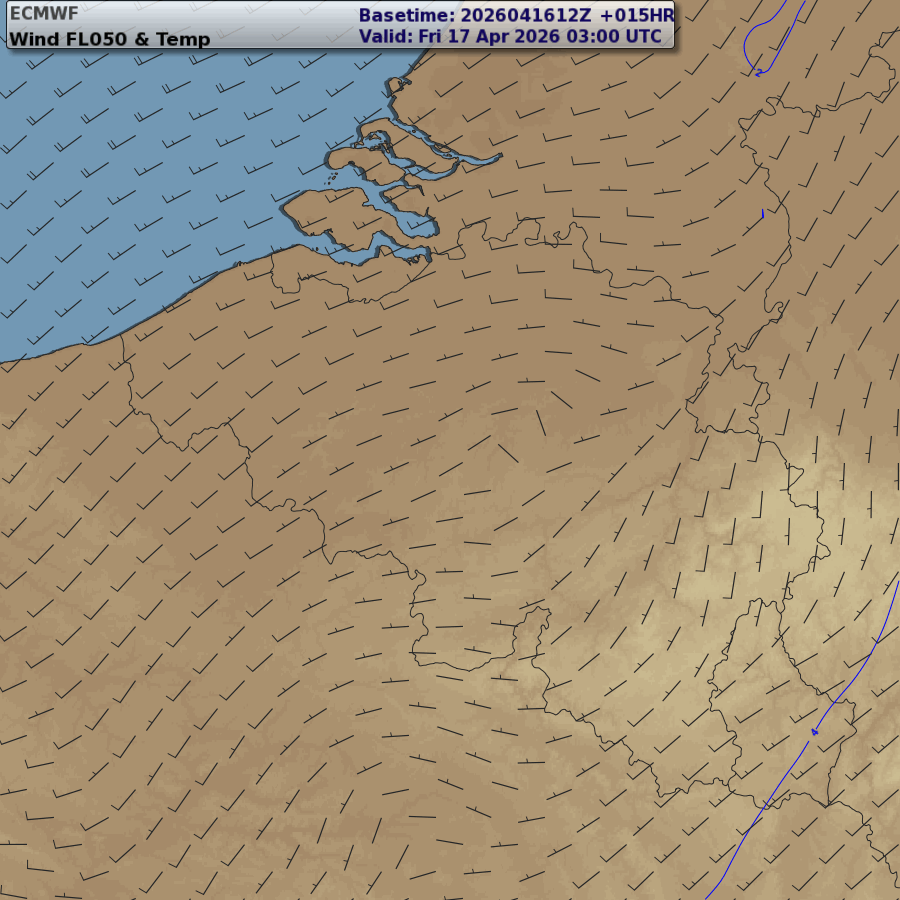 ECMWF
Basetime: 2026041612Z +015HR
Wind FL050 & Temp
Valid: Fri 17 Apr 2026 03:00 UTC